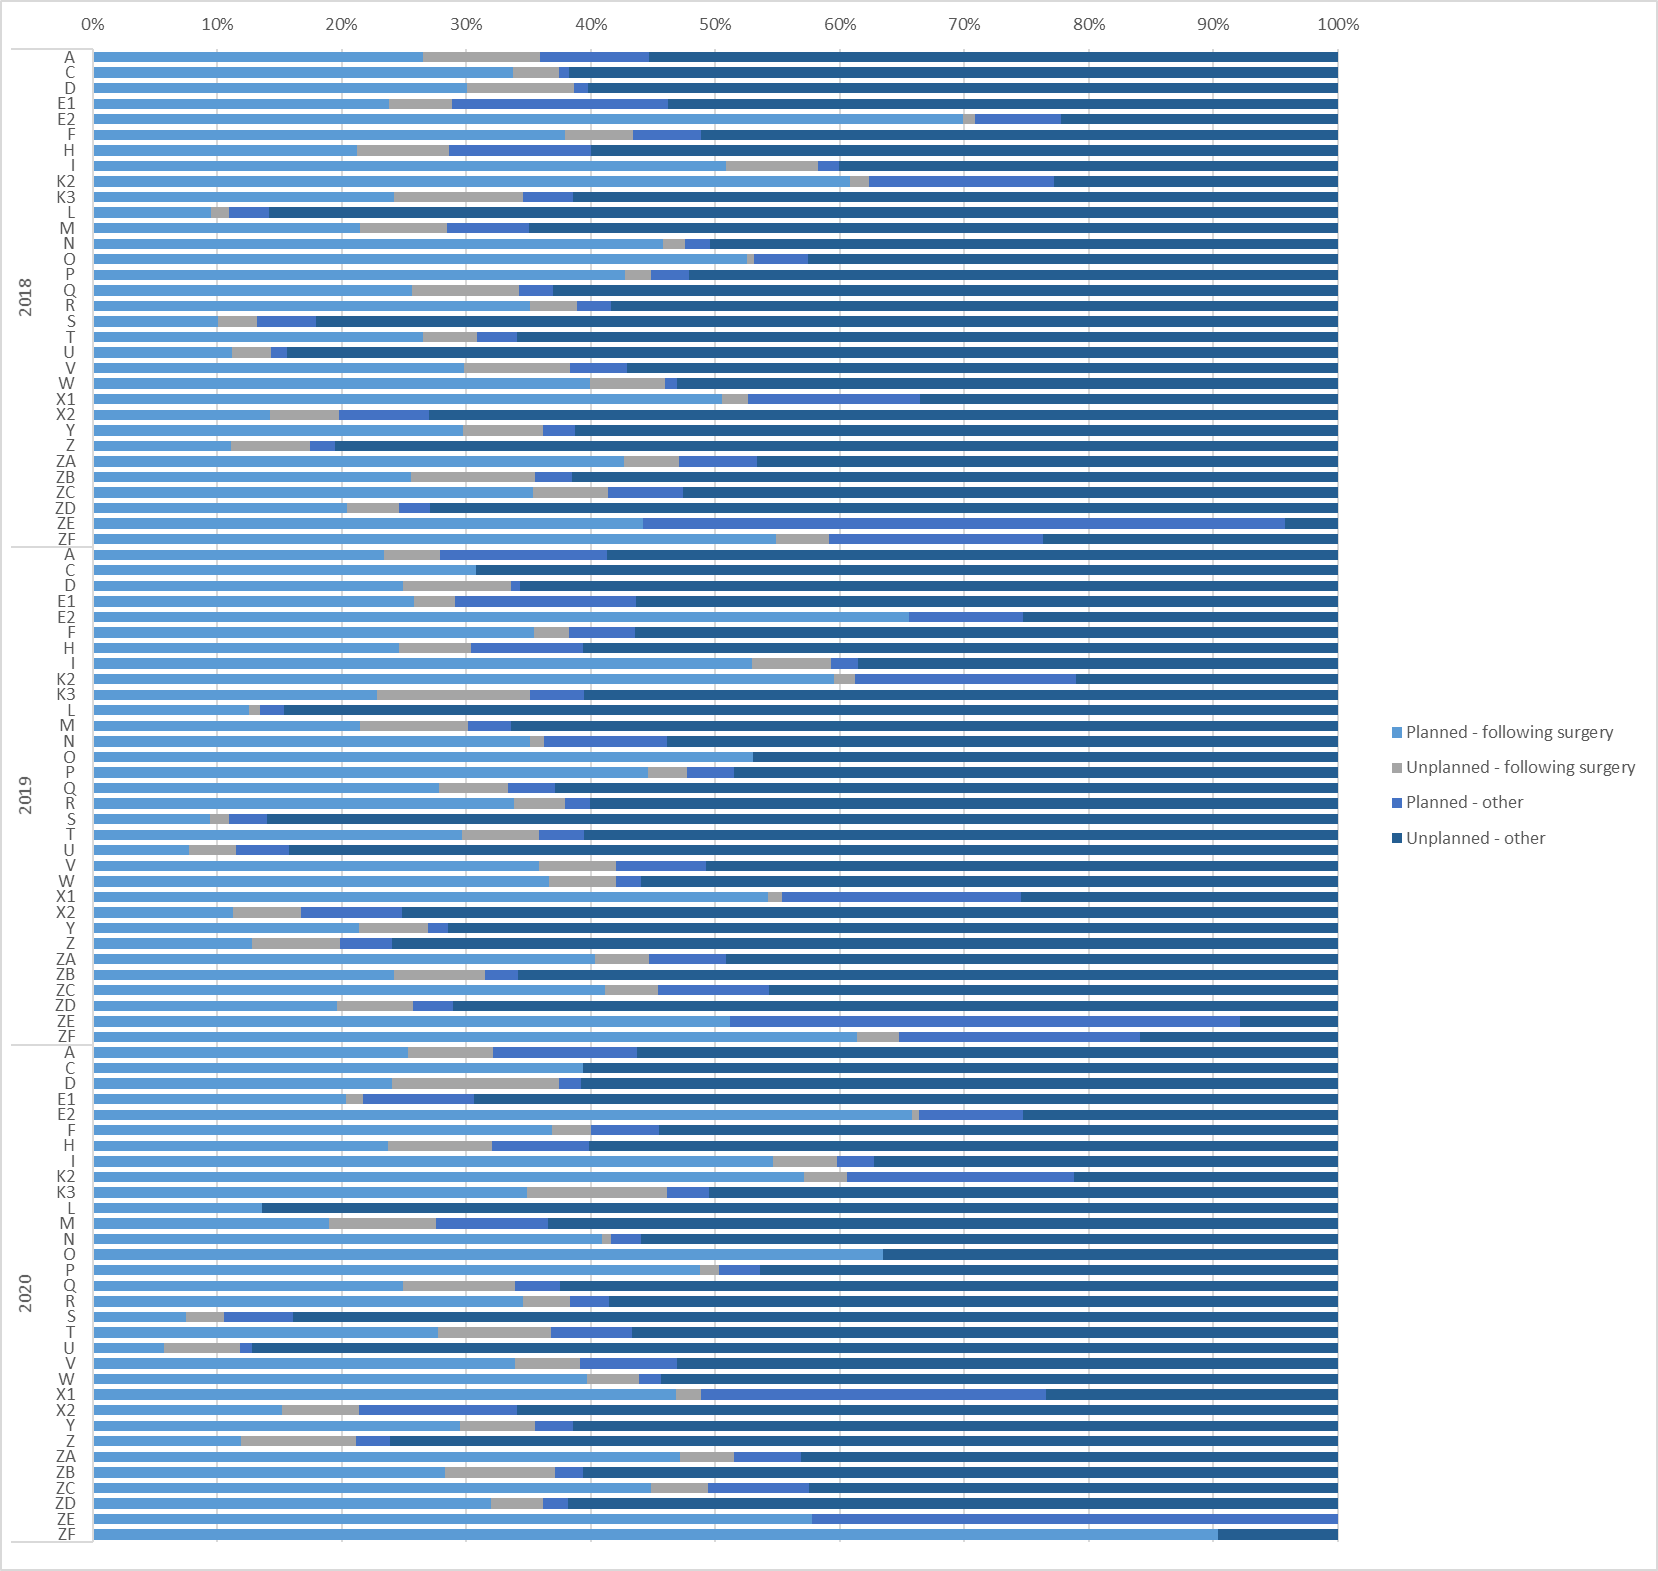 0% 10% 20% 30% 40% 50% 60% 70% 80% 90% 100%
2018
A
C
D
E1
E2
F
H
I
K2
K3
L
M
N
O
P
Q
R
S
T
U
V
W
X1
X2
Y
Z
ZA
ZB
ZC
ZD
ZE
ZF
2019
A
C
D
E1
E2
F
H
I
K2
K3
L
M
N
O
P
Q
R
S
T
U
V
W
X1
X2
Y
Z
ZA
ZB
ZC
ZD
ZE
ZF
2020
A
C
D
E1
E2
F
H
I
K2
K3
L
M
N
O
P
Q
R
S
T
U
V
W
X1
X2
Y
Z
ZA
ZB
ZC
ZD
ZE
ZF
Planned - following surgery
Unplanned - following surgery
Planned - other
Unplanned - other